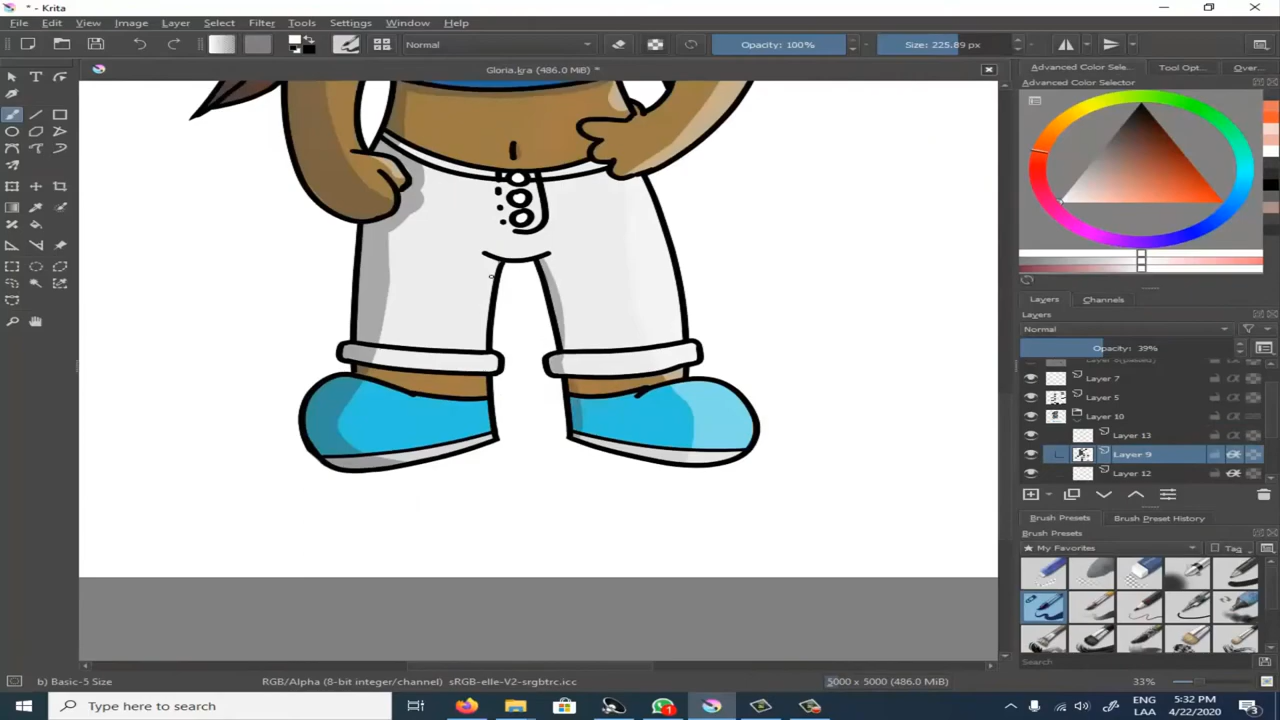 * - Krita
File Edit View Image Layer Select Filter Tools Settings Window Help
Normal Opacity: 100% Size: 225.89 px
Gloria.kra (486.0 MiB) *
Advanced Color Sele... Tool Opt... Over...
Advanced Color Selector
Layers Channels
Layers
Normal
Opacity: 39%
Layer 7
Layer 5
Layer 10
Layer 13
Layer 9
Layer 12
Brush Presets Brush Preset History
Brush Presets
My Favorites Tag
Search
b) Basic-5 Size RGB/Alpha (8-bit integer/channel) sRGB-elle-V2-srgbtrc.icc 5000 x 5000 (486.0 MiB) 33%
Type here to search 1 ENG 5:32 PM
LAA 4/22/2020 3